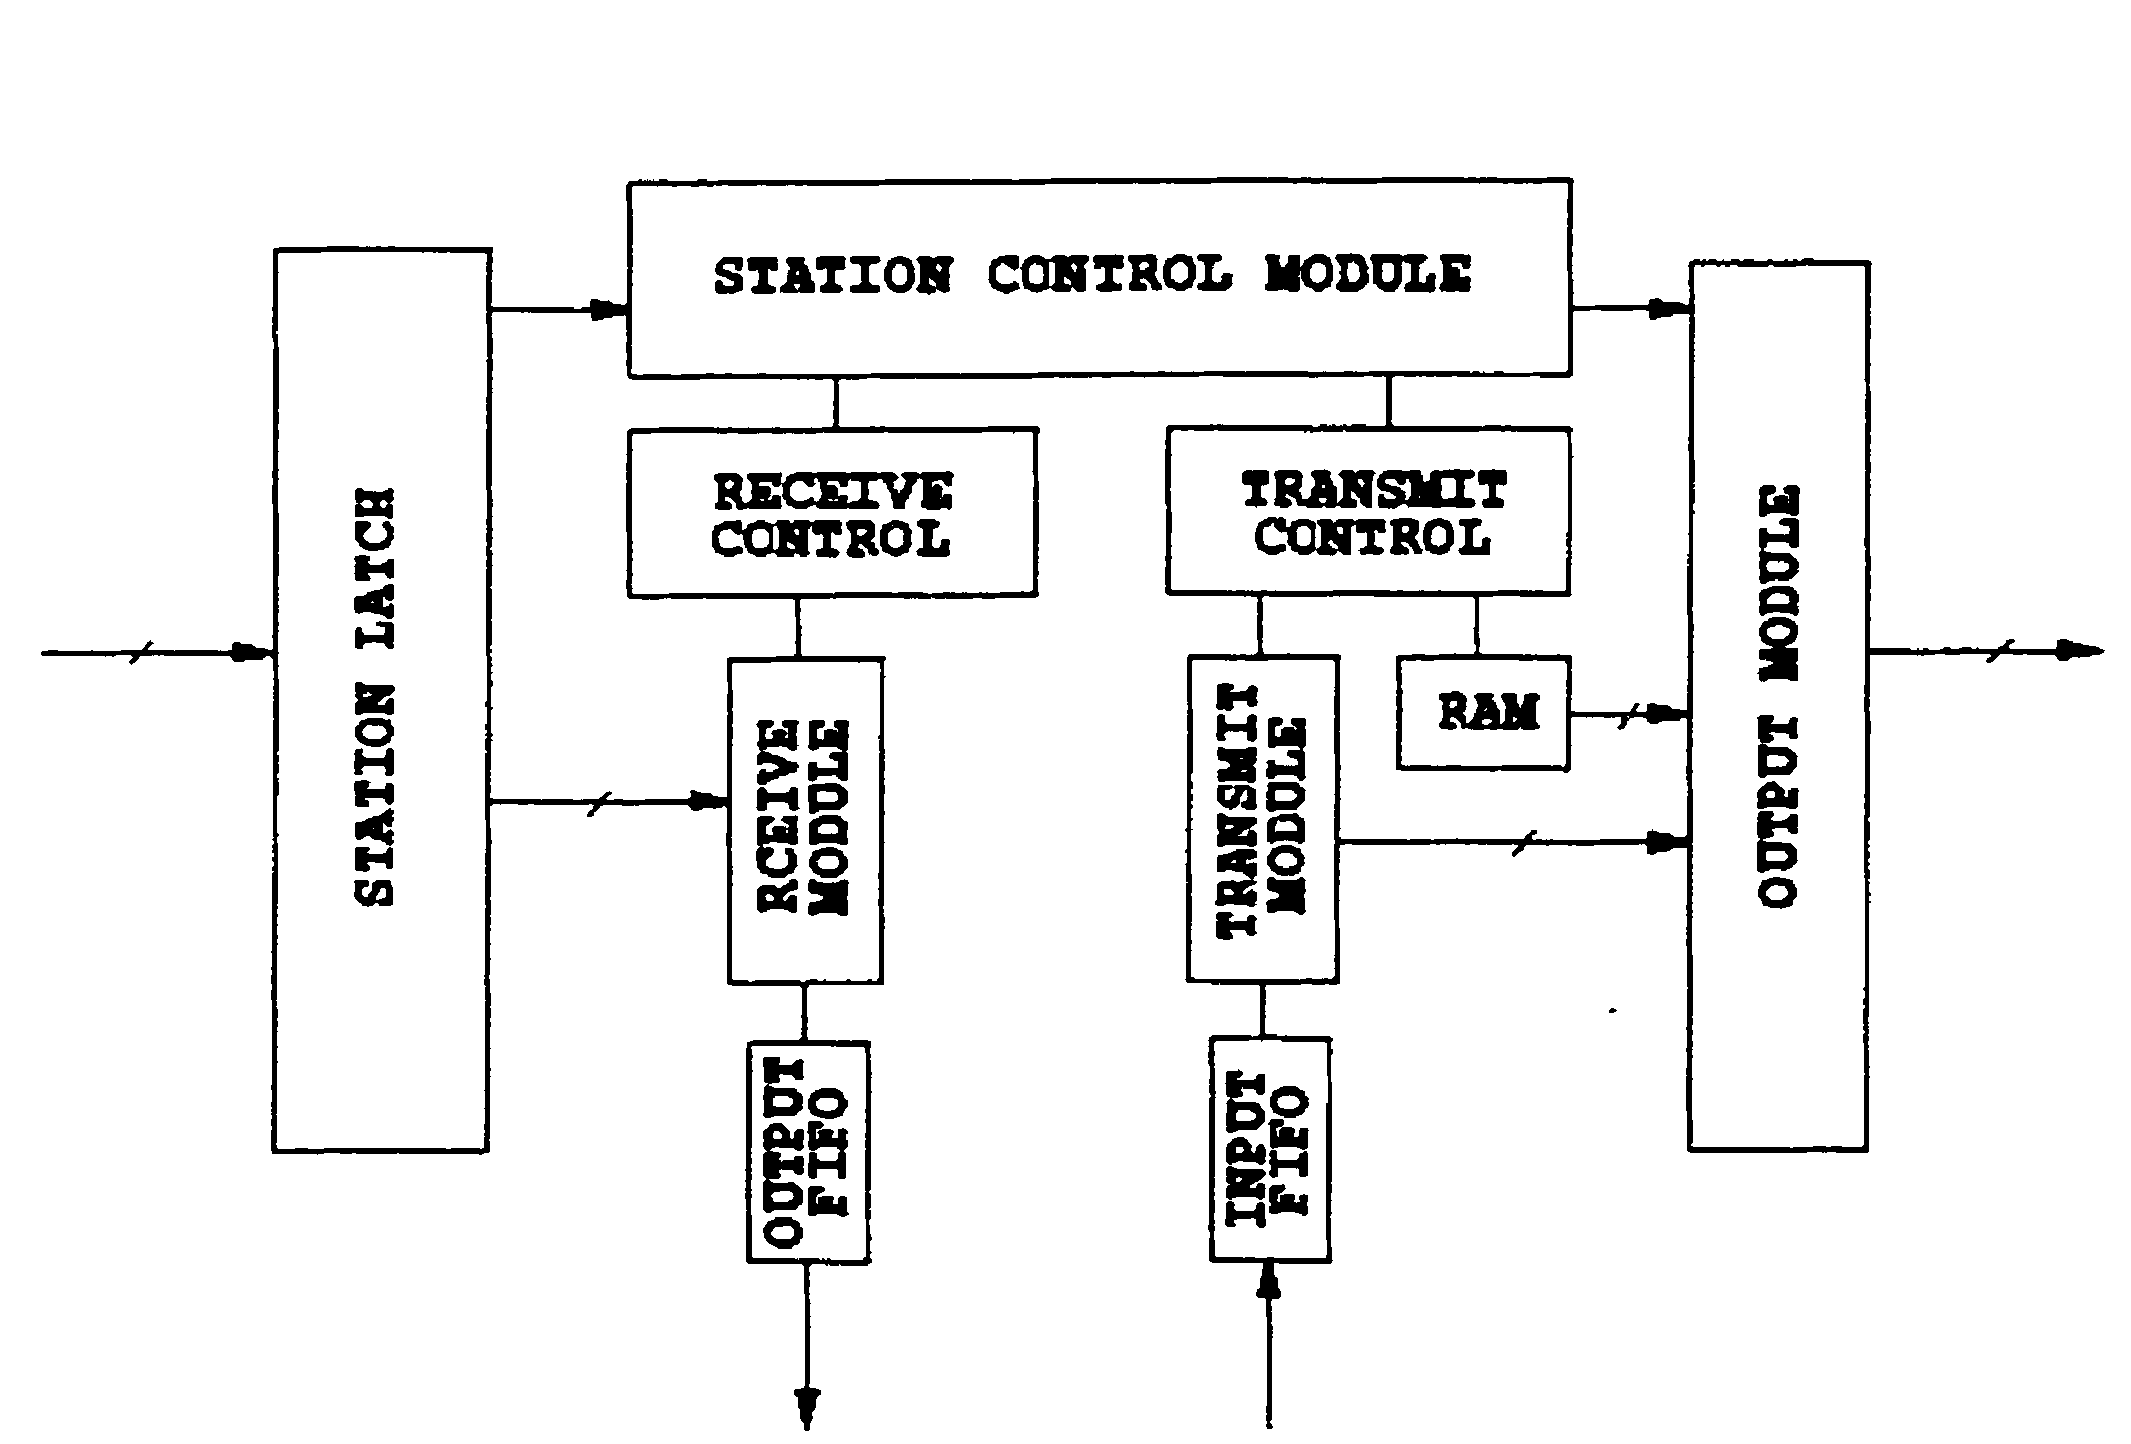 STATION CONTROL MODULE
STATION LATCH
RECEIVE
CONTROL
TRANSMIT
CONTROL
RCEIVE
MODULE
TRANSMIT
MODULE
RAM
OUTPUT MODULE
OUTPUT
FIFO
INPUT
FIFO